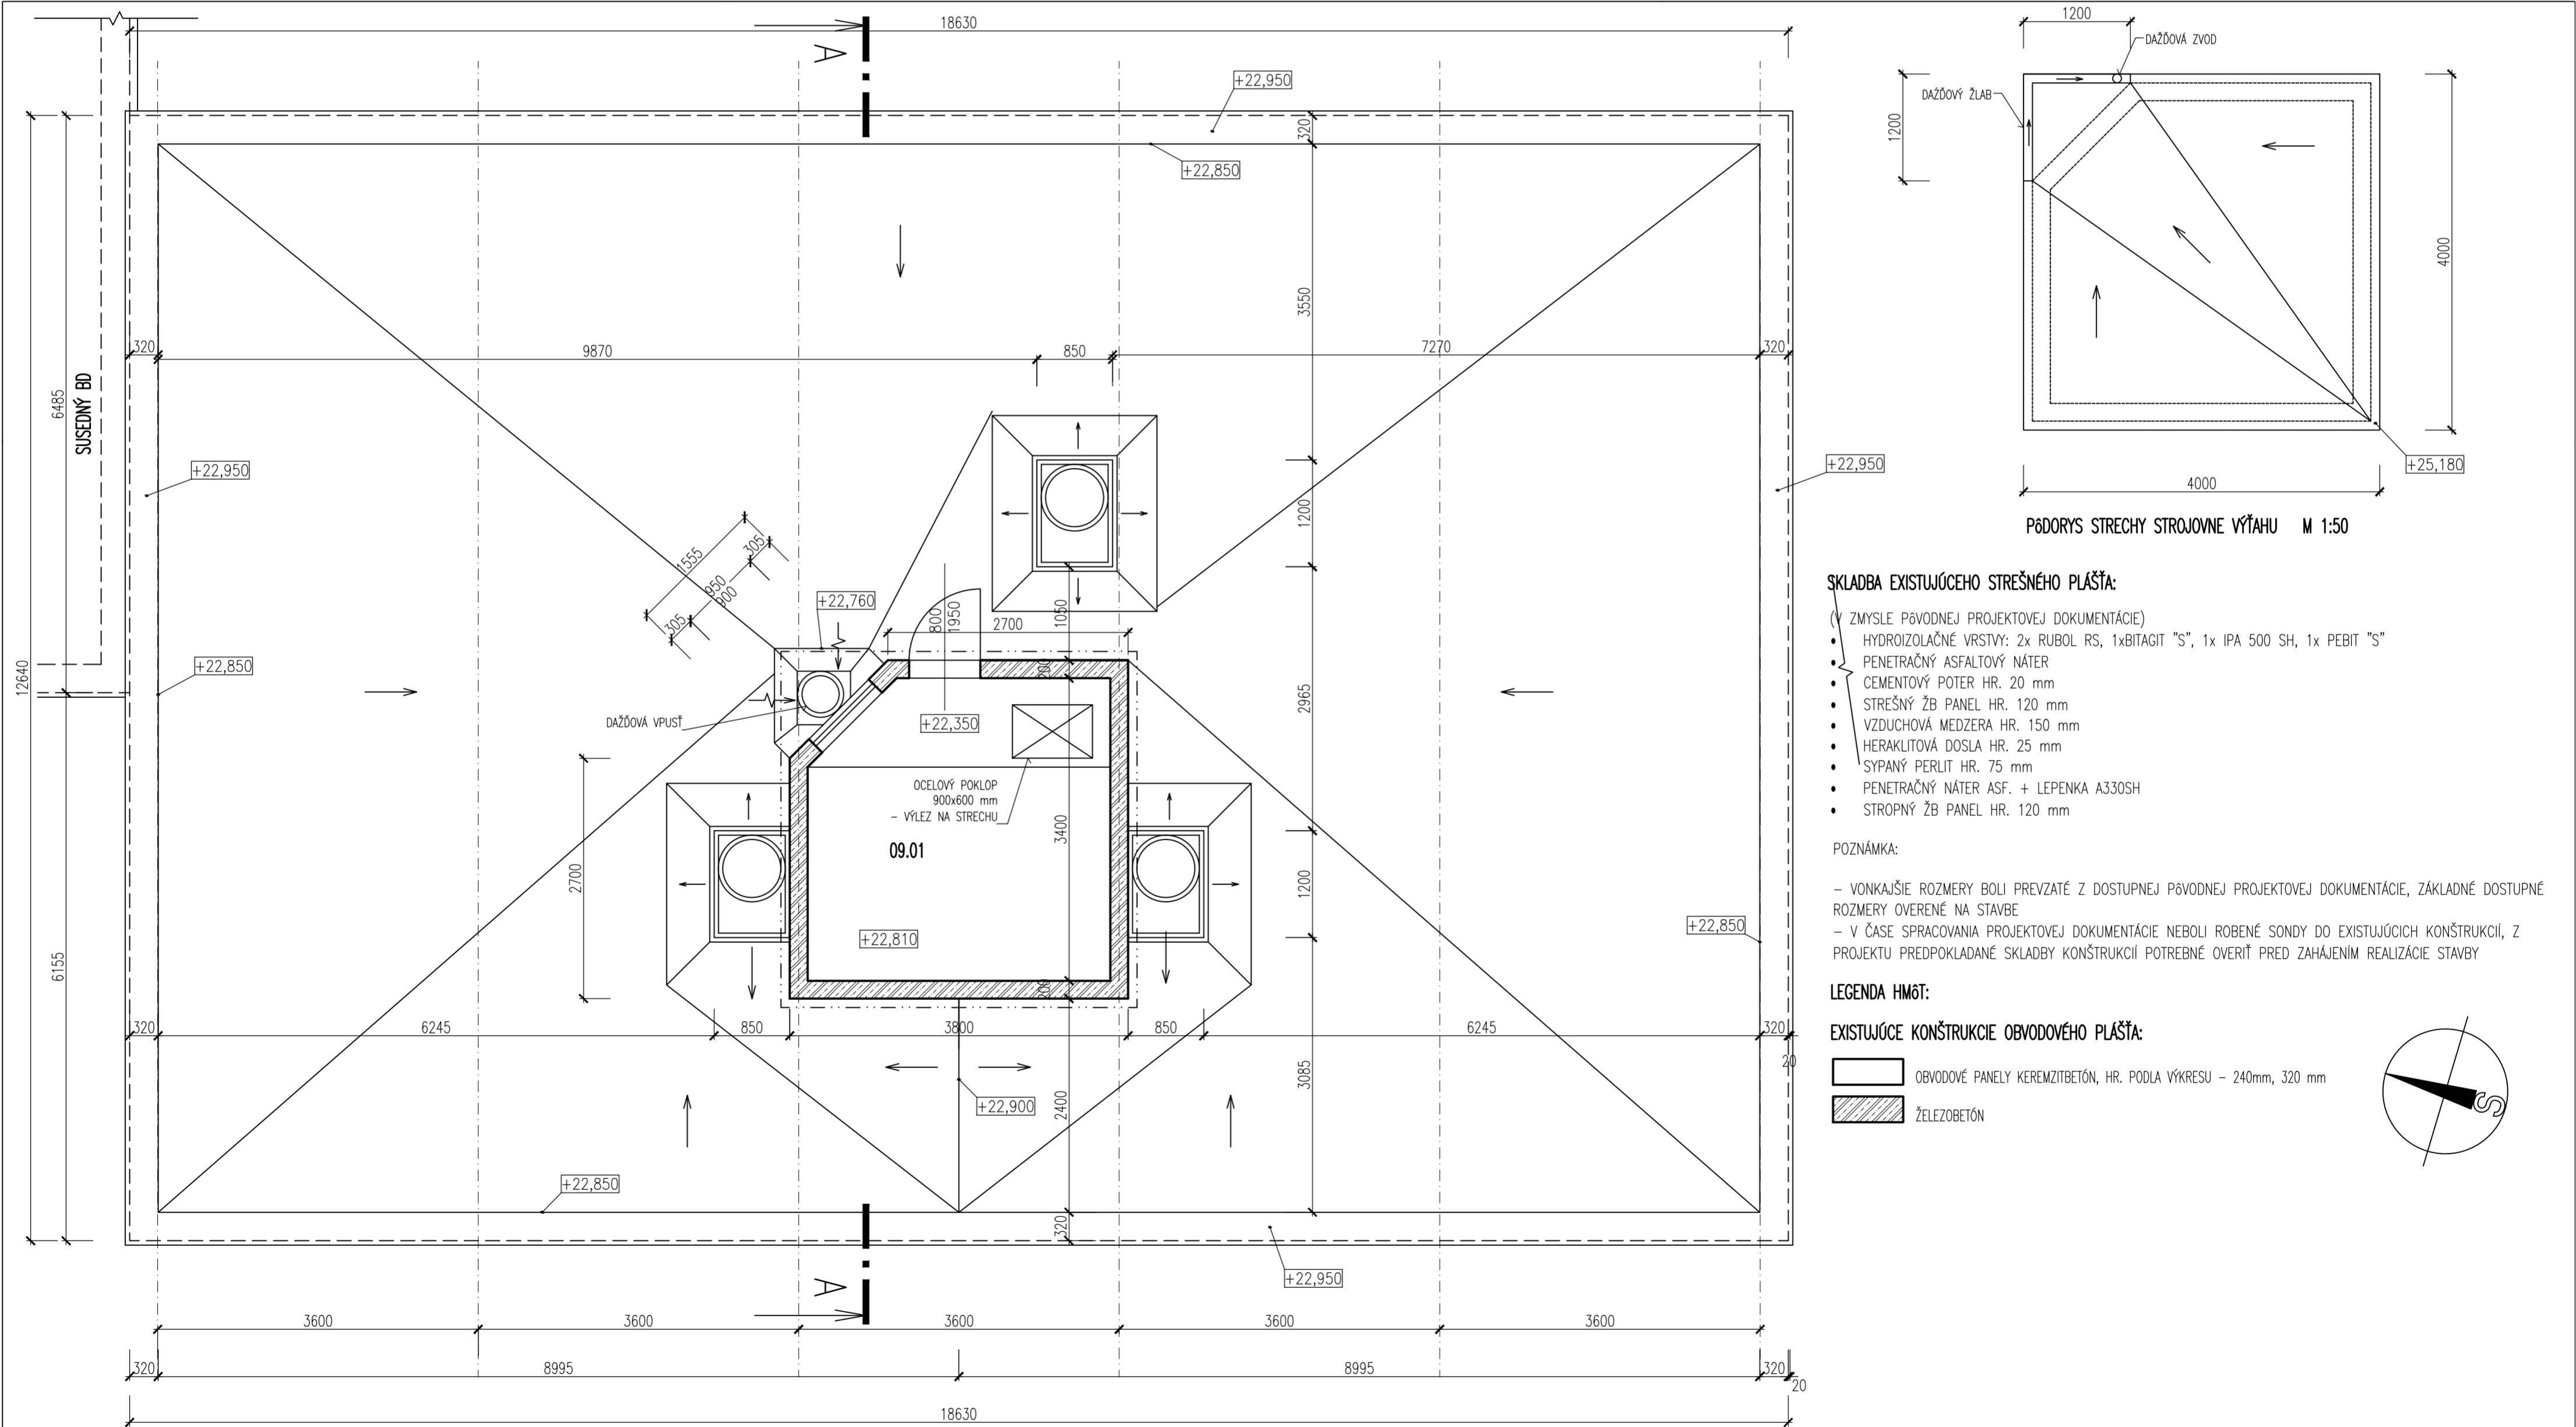 18630
A
+22,950
320
+22,850
12640
6485
SUSEDNÝ BD
3550
320
9870
850
7270
320
+22,950
+22,950
1200
1555
305
950
900
305
+22,760
800
1950
1050
2700
+22,850
200
2965
DAŽĎOVÁ VPUSŤ
+22,350
OCELOVÝ POKLOP
900x600 mm
– VÝLEZ NA STRECHU
3400
09.01
2700
1200
+22,810
+22,850
6155
200
320
6245
850
3800
850
6245
320
20
3085
+22,900
2400
+22,850
320
+22,950
A
3600
3600
3600
3600
3600
320
8995
8995
320
20
18630
1200
DAŽĎOVÁ ZVOD
DAŽĎOVÝ ŽLAB
1200
4000
+25,180
4000
PôDORYS STRECHY STROJOVNE VÝŤAHU M 1:50
SKLADBA EXISTUJÚCEHO STREŠNÉHO PLÁŠŤA:
(V ZMYSLE PôVODNEJ PROJEKTOVEJ DOKUMENTÁCIE)
• HYDROIZOLAČNÉ VRSTVY: 2x RUBOL RS, 1xBITAGIT "S", 1x IPA 500 SH, 1x PEBIT "S"
• PENETRAČNÝ ASFALTOVÝ NÁTER
• CEMENTOVÝ POTER HR. 20 mm
• STREŠNÝ ŽB PANEL HR. 120 mm
• VZDUCHOVÁ MEDZERA HR. 150 mm
• HERAKLITOVÁ DOSLA HR. 25 mm
• SYPANÝ PERLIT HR. 75 mm
• PENETRAČNÝ NÁTER ASF. + LEPENKA A330SH
• STROPNÝ ŽB PANEL HR. 120 mm
POZNÁMKA:
– VONKAJŠIE ROZMERY BOLI PREVZATÉ Z DOSTUPNEJ PôVODNEJ PROJEKTOVEJ DOKUMENTÁCIE, ZÁKLADNÉ DOSTUPNÉ
ROZMERY OVERENÉ NA STAVBE
– V ČASE SPRACOVANIA PROJEKTOVEJ DOKUMENTÁCIE NEBOLI ROBENÉ SONDY DO EXISTUJÚCICH KONŠTRUKCIÍ, Z
PROJEKTU PREDPOKLADANÉ SKLADBY KONŠTRUKCIÍ POTREBNÉ OVERIŤ PRED ZAHÁJENÍM REALIZÁCIE STAVBY
LEGENDA HMôT:
EXISTUJÚCE KONŠTRUKCIE OBVODOVÉHO PLÁŠŤA:
OBVODOVÉ PANELY KEREMZITBETÓN, HR. PODLA VÝKRESU – 240mm, 320 mm
ŽELEZOBETÓN
S